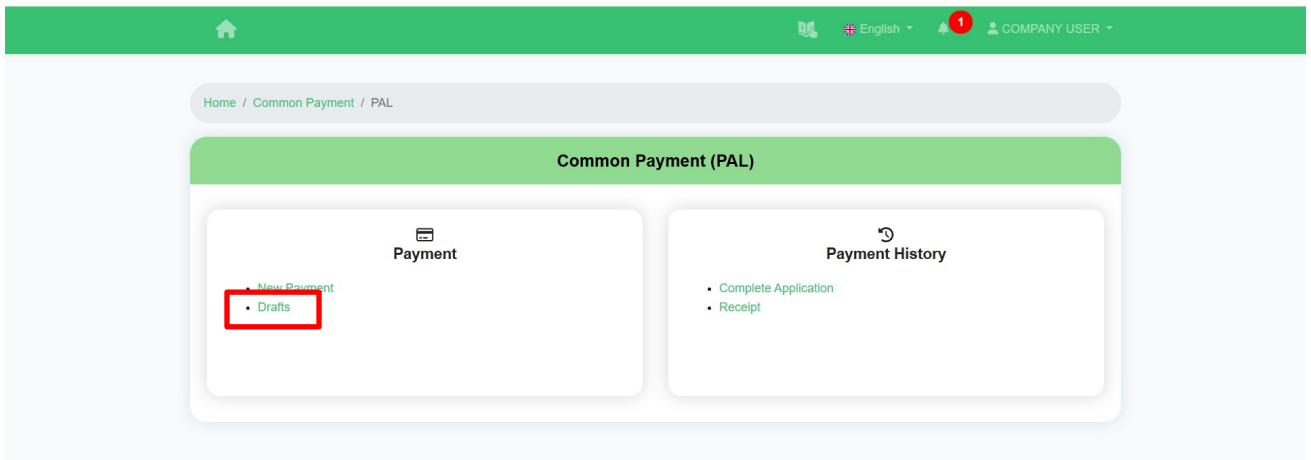 English
1
COMPANY USER
Home / Common Payment / PAL
Common Payment (PAL)
Payment
New Payment
Drafts
Payment History
Complete Application
Receipt